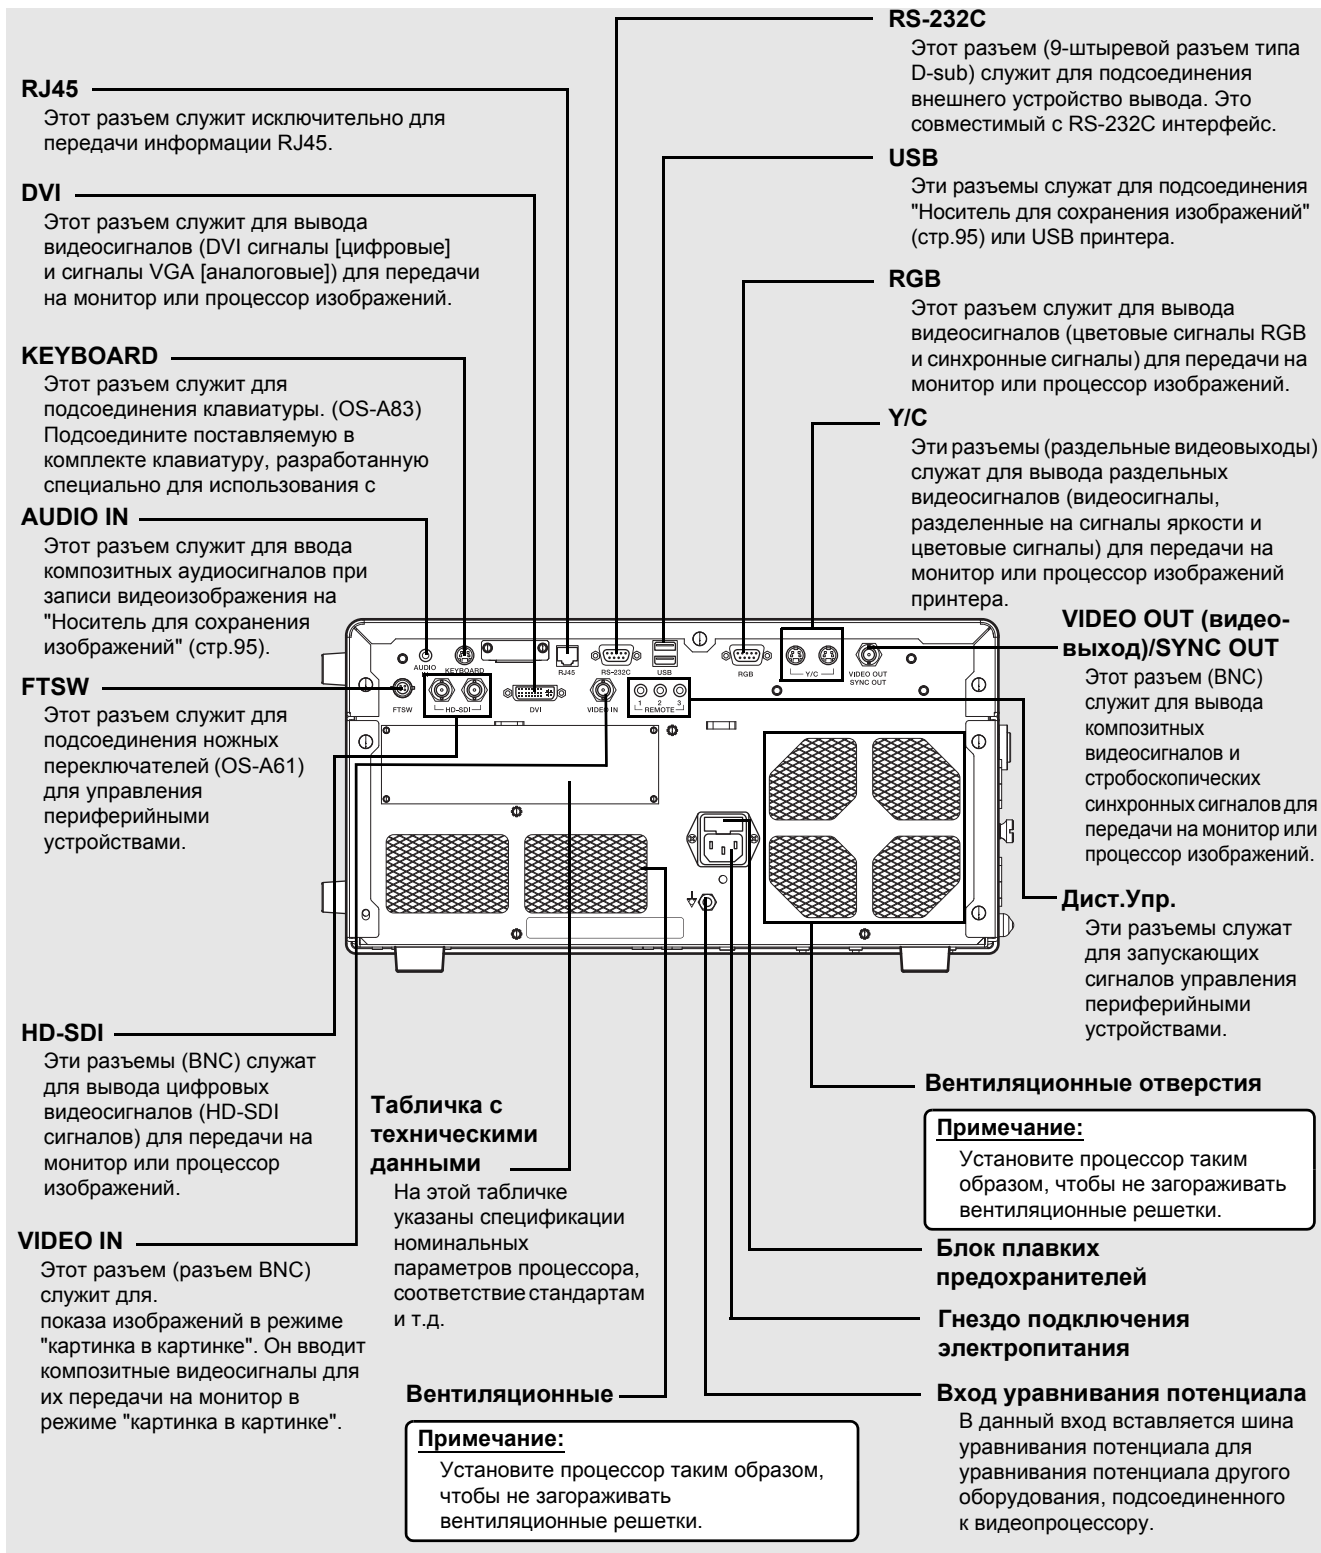 RS-232C
Этот разъем (9-штыревой разъем типа
D-sub) служит для подсоединения
внешнего устройство вывода. Это
совместимый с RS-232C интерфейс.
RJ45
Этот разъем служит исключительно для
передачи информации RJ45.
USB
Эти разъемы служат для подсоединения
"Носитель для сохранения изображений"
(стр.95) или USB принтера.
DVI
Этот разъем служит для вывода
видеосигналов (DVI сигналы [цифровые]
и сигналы VGA [аналоговые]) для передачи
на монитор или процессор изображений.
RGB
Этот разъем служит для вывода
видеосигналов (цветовые сигналы RGB
и синхронные сигналы) для передачи на
монитор или процессор изображений.
KEYBOARD
Этот разъем служит для
подсоединения клавиатуры. (OS-A83)
Подсоедините поставляемую в
комплекте клавиатуру, разработанную
специально для использования с
Y/C
Эти разъемы (раздельные видеовыходы)
служат для вывода раздельных
видеосигналов (видеосигналы,
разделенные на сигналы яркости и
цветовые сигналы) для передачи на
монитор или процессор изображений
принтера.
AUDIO IN
Этот разъем служит для ввода
композитных аудиосигналов при
записи видеоизображения на
"Носитель для сохранения
изображений" (стр.95).
VIDEO OUT (видео-
выход)/SYNC OUT
Этот разъем (BNC)
служит для вывода
композитных
видеосигналов и
стробоскопических
синхронных сигналов для
передачи на монитор или
процессор изображений.
FTSW
Этот разъем служит для
подсоединения ножных
переключателей (OS-A61)
для управления
периферийными
устройствами.
AUDIO
IN
KEYBOARD
RJ45
RS-232C
USB
RGB
Y/C
VIDEO OUT
SYNC OUT
FTSW
HD-SDI
DVI
VIDEO IN
1 2 3
REMOTE
Дист.Упр.
Эти разъемы служат
для запускающих
сигналов управления
периферийными
устройствами.
HD-SDI
Эти разъемы (BNC) служат
для вывода цифровых
видеосигналов (HD-SDI
сигналов) для передачи на
монитор или процессор
изображений.
Табличка с
техническими
данными
На этой табличке
указаны спецификации
номинальных
параметров процессора,
соответствие стандартам
и т.д.
Вентиляционные отверстия
Примечание:
Установите процессор таким
образом, чтобы не загораживать
вентиляционные решетки.
VIDEO IN
Этот разъем (разъем BNC)
служит для.
показа изображений в режиме
"картинка в картинке". Он вводит
композитные видеосигналы для
их передачи на монитор в
режиме "картинка в картинке".
Блок плавких
предохранителей
Гнездо подключения
электропитания
Вентиляционные
Примечание:
Установите процессор таким образом,
чтобы не загораживать
вентиляционные решетки.
Вход уравнивания потенциала
В данный вход вставляется шина
уравнивания потенциала для
уравнивания потенциала другого
оборудования, подсоединенного
к видеопроцессору.